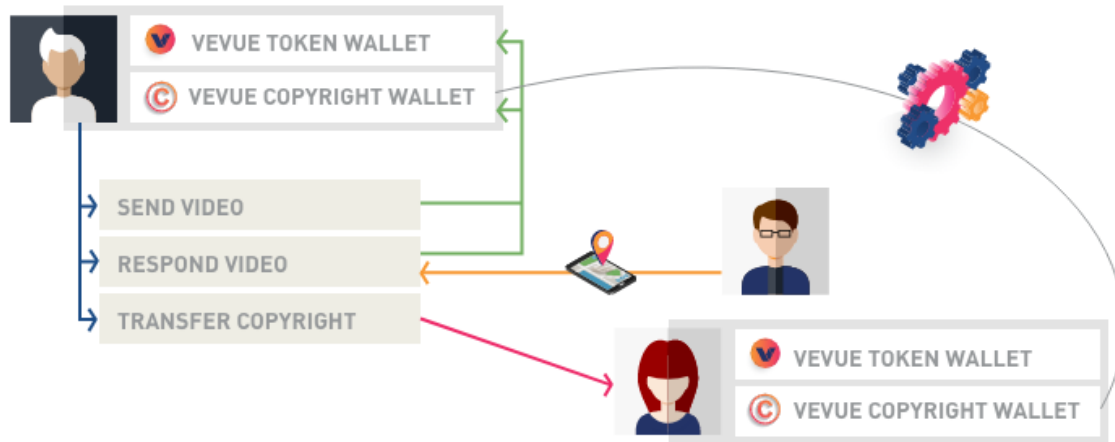 VEVUE TOKEN WALLET
VEVUE COPYRIGHT WALLET
SEND VIDEO
RESPOND VIDEO
TRANSFER COPYRIGHT
VEVUE TOKEN WALLET
VEVUE COPYRIGHT WALLET